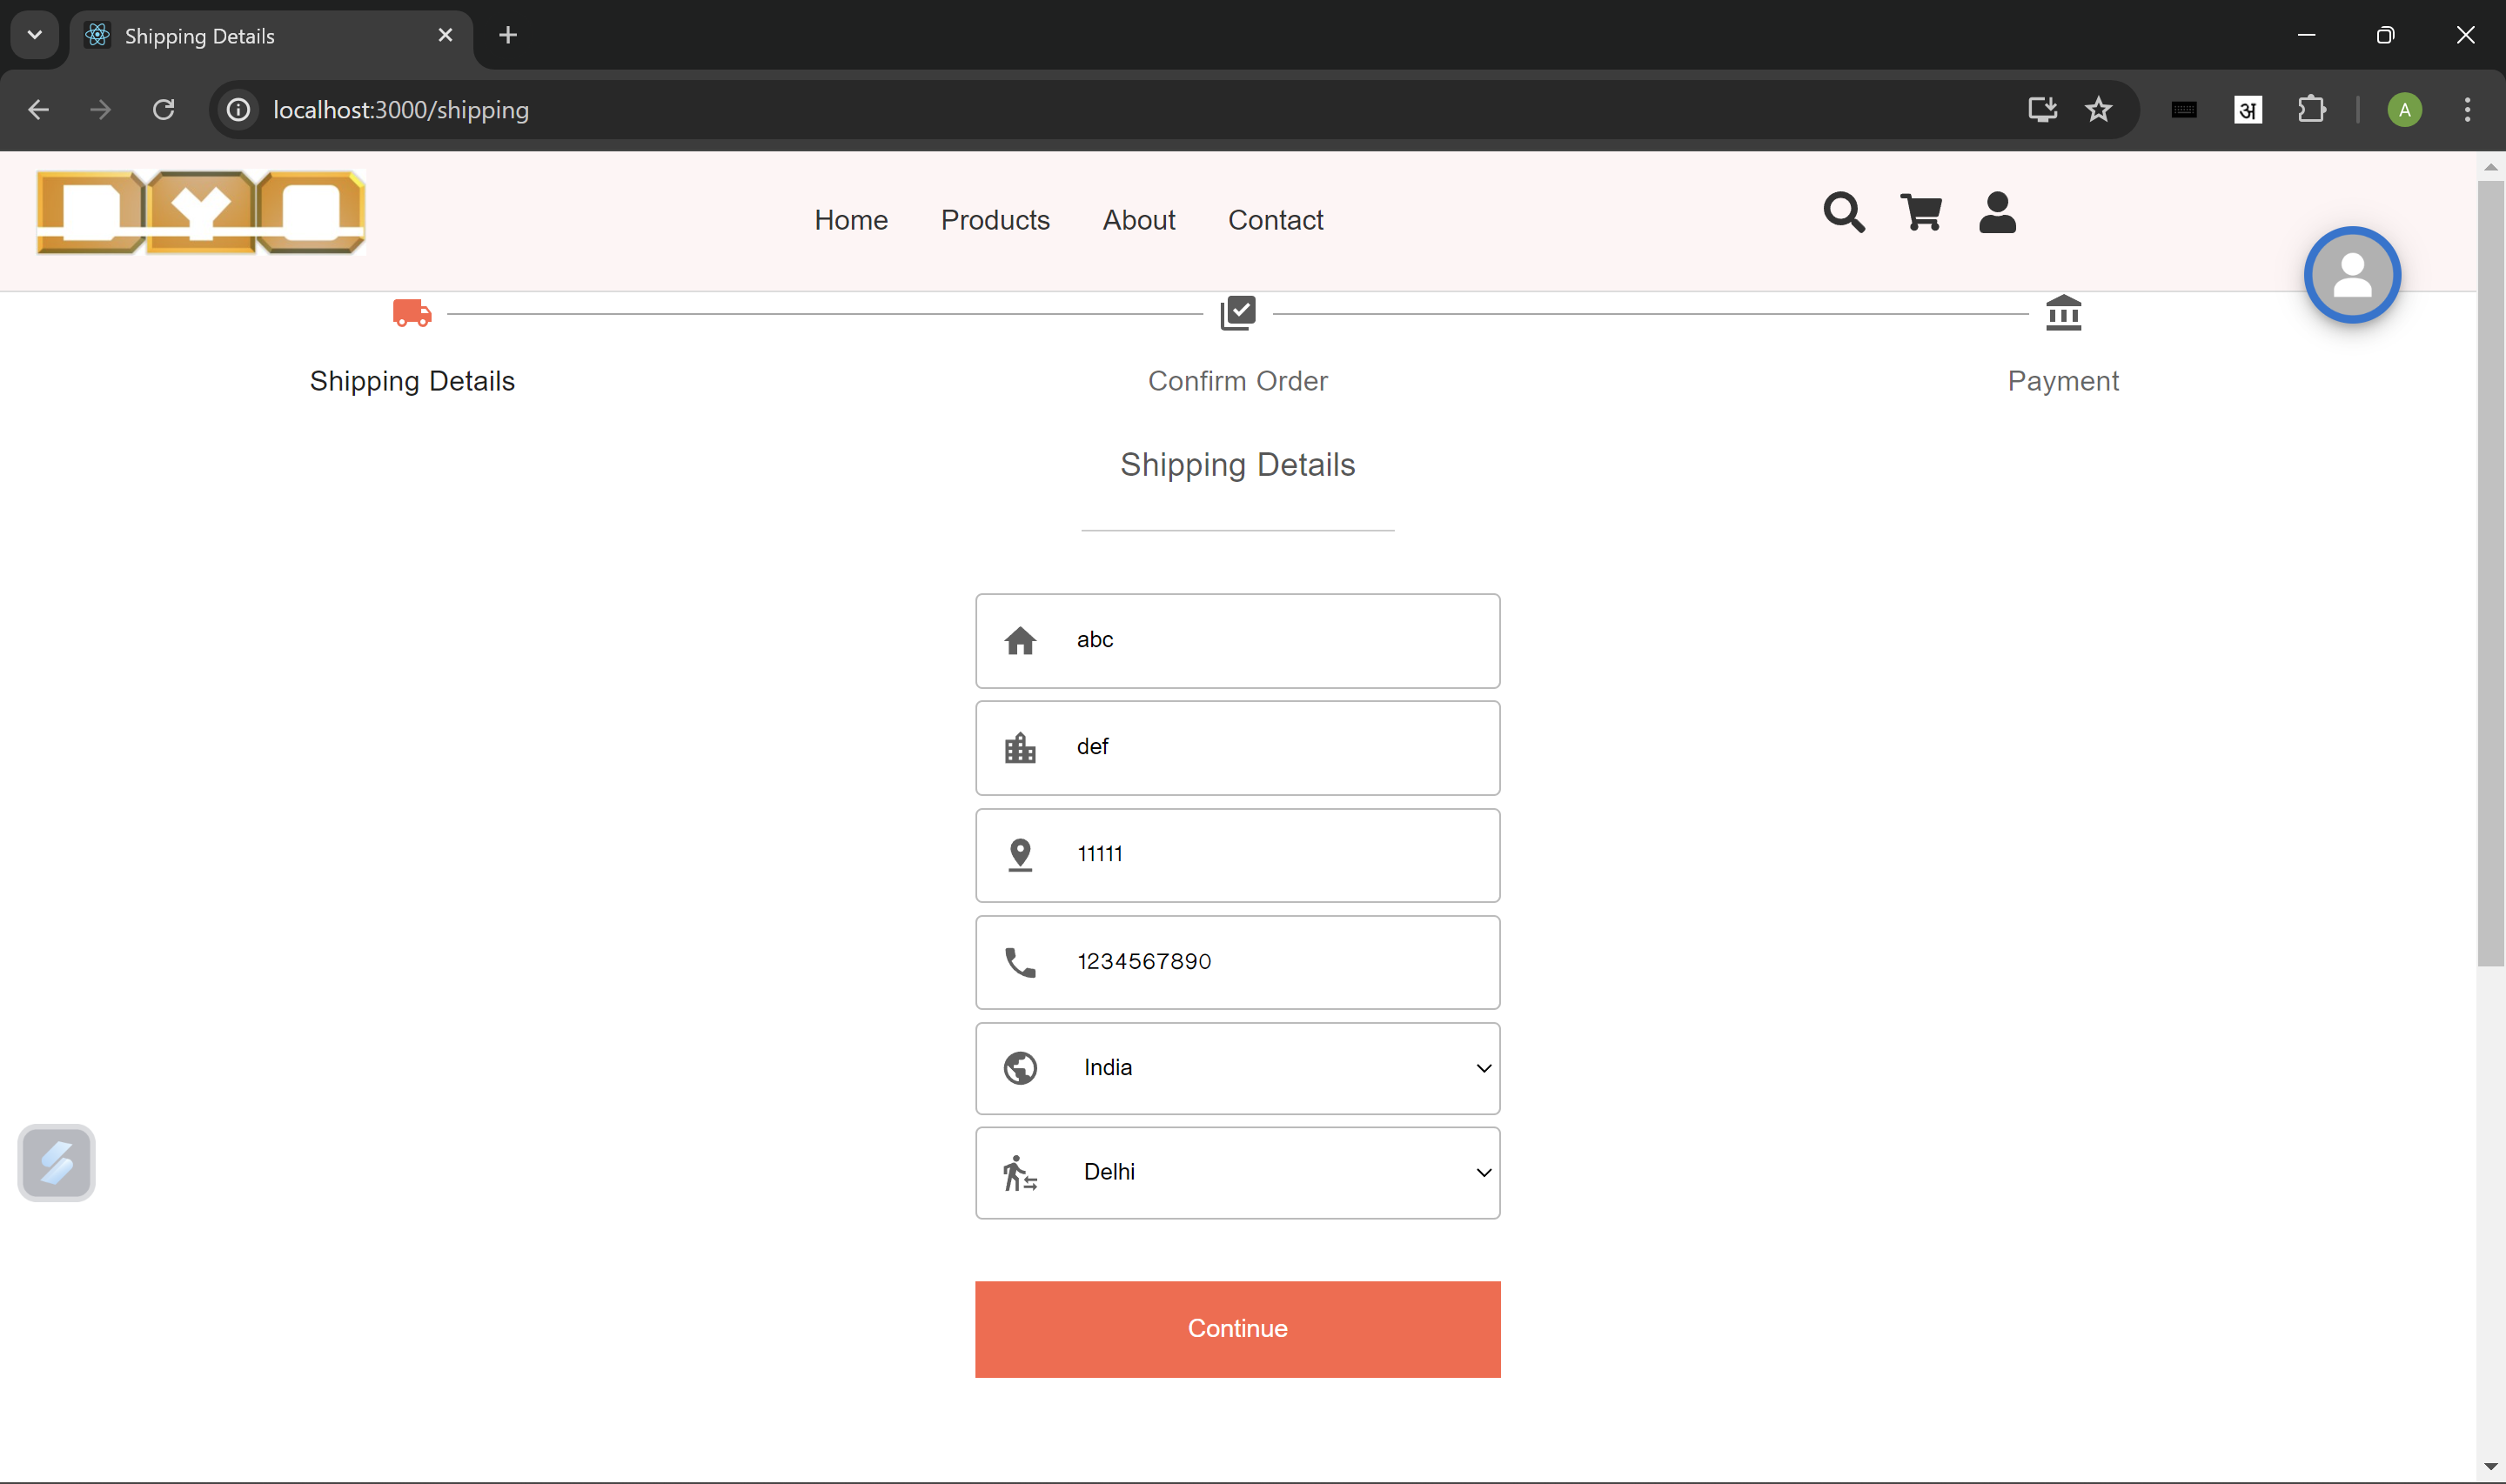 Shipping Details
localhost:3000/shipping
अ
A
DYO
Home Products About Contact
Shipping Details
Confirm Order
Payment
Shipping Details
abc
def
11111
1234567890
India
Delhi
Continue